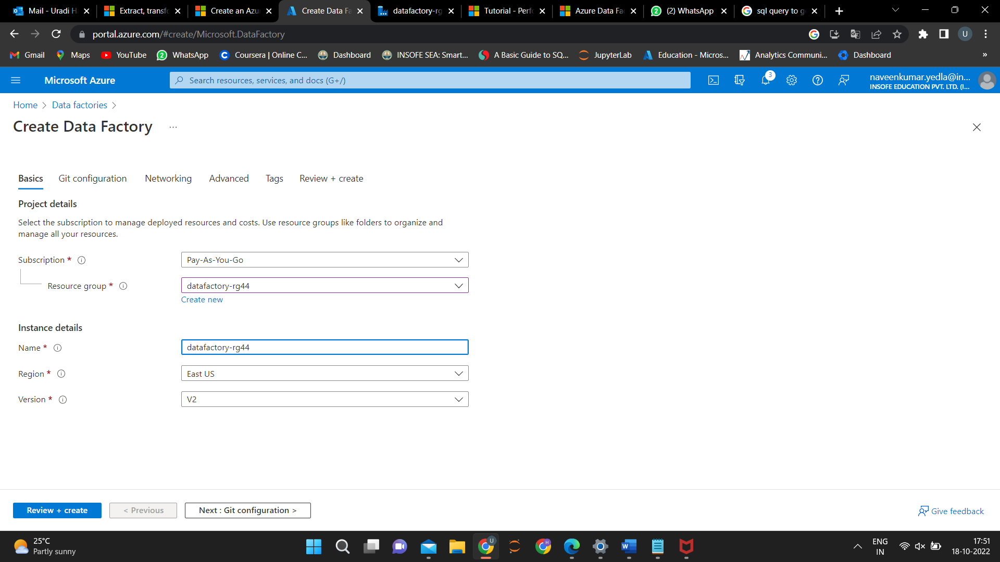 Mail - Uradi H
Extract, transfo
Create an Azu
Create Data Fa
datafactory-rg
Tutorial - Perfo
Azure Data Fa
(2) WhatsApp
sql query to g
portal.azure.com/#create/Microsoft.DataFactory
U
Gmail
Maps
YouTube
WhatsApp
Coursera | Online C...
Dashboard
INSOFE SEA: Smart...
A Basic Guide to SQ...
JupyterLab
Education - Micros...
Analytics Communi...
Dashboard
»
Microsoft Azure
Search resources, services, and docs (G+/)
3
naveenkumar.yedla@in...
INSOFE EDUCATION PVT. LTD. (I...
Home > Data factories >
Create Data Factory ...
Basics
Git configuration
Networking
Advanced
Tags
Review + create
Project details
Select the subscription to manage deployed resources and costs. Use resource groups like folders to organize and
manage all your resources.
Subscription *
Pay-As-You-Go
Resource group *
datafactory-rg44
Create new
Instance details
Name *
datafactory-rg44
Region *
East US
Version *
V2
Review + create
< Previous
Next : Git configuration >
Give feedback
25°C
Partly sunny
ENG
IN
17:51
18-10-2022